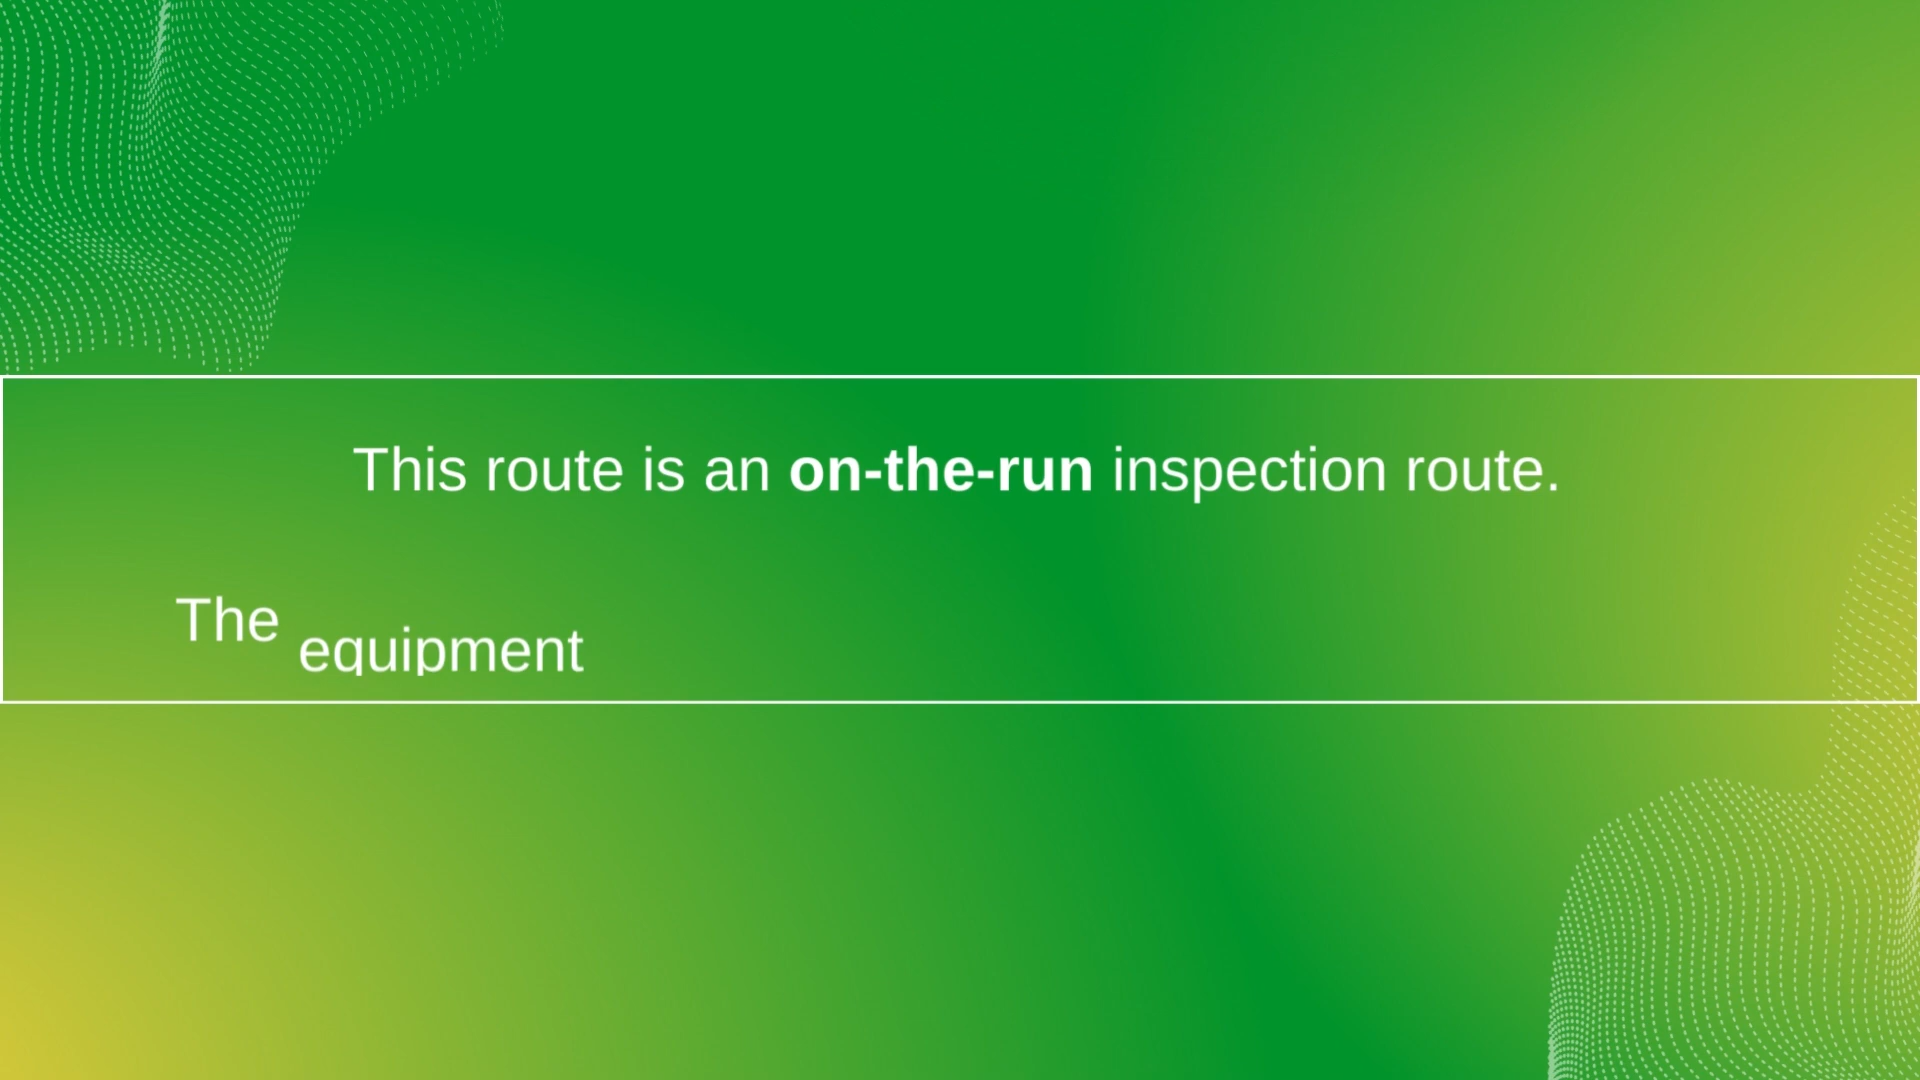 This route is an on-the-run inspection route.
The equipment